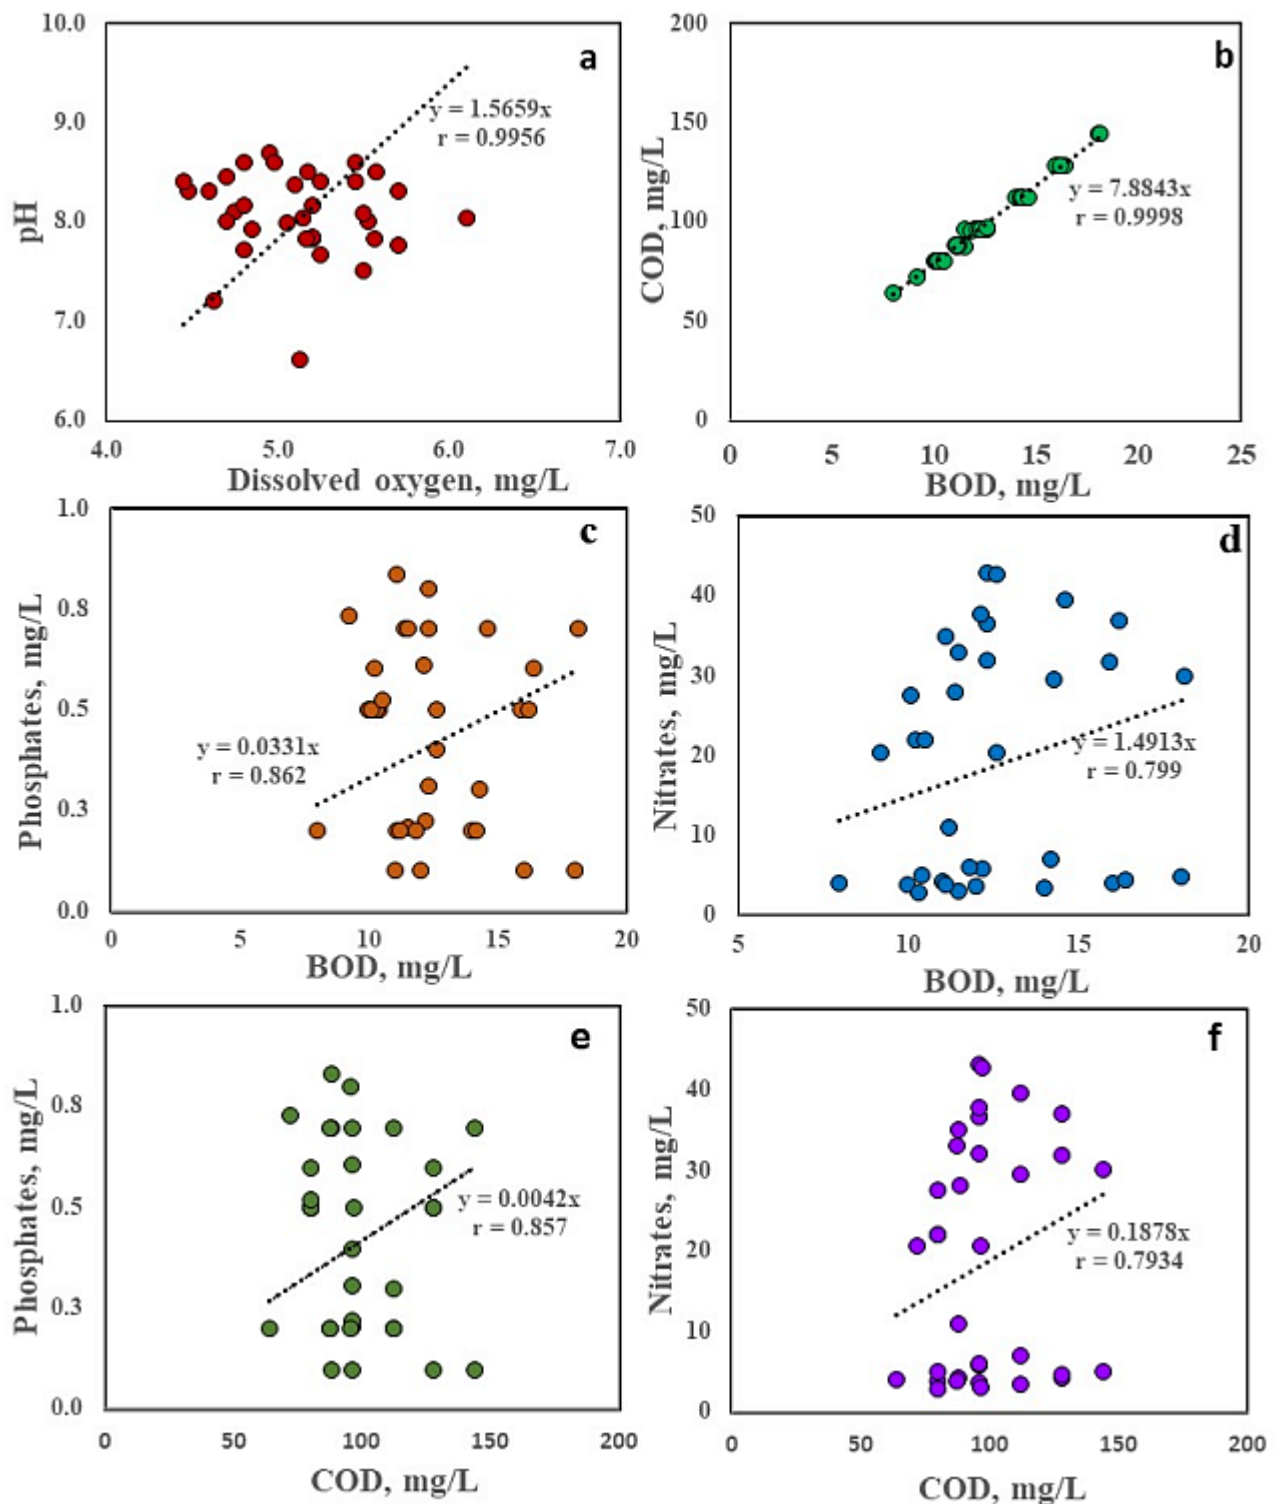 a
10.0
9.0
8.0
7.0
6.0
pH
y = 1.5659x
r = 0.9956
4.0 5.0 6.0 7.0
Dissolved oxygen, mg/L
b
200
150
100
50
0
COD, mg/L
y = 7.8843x
r = 0.9998
0 5 10 15 20 25
BOD, mg/L
c
1.0
0.8
0.5
0.3
0.0
Phosphates, mg/L
y = 0.0331x
r = 0.862
0 5 10 15 20
BOD, mg/L
d
50
40
30
20
10
0
Nitrates, mg/L
y = 1.4913x
r = 0.799
5 10 15 20
BOD, mg/L
e
1.0
0.8
0.5
0.3
0.0
Phosphates, mg/L
y = 0.0042x
r = 0.857
0 50 100 150 200
COD, mg/L
f
50
40
30
20
10
0
Nitrates, mg/L
y = 0.1878x
r = 0.7934
0 50 100 150 200
COD, mg/L